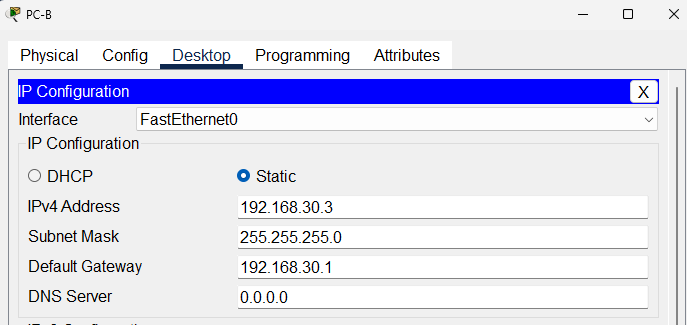 PC-B
Physical Config Desktop Programming Attributes
IP Configuration X
Interface FastEthernet0
IP Configuration
DHCP Static
IPv4 Address 192.168.30.3
Subnet Mask 255.255.255.0
Default Gateway 192.168.30.1
DNS Server 0.0.0.0